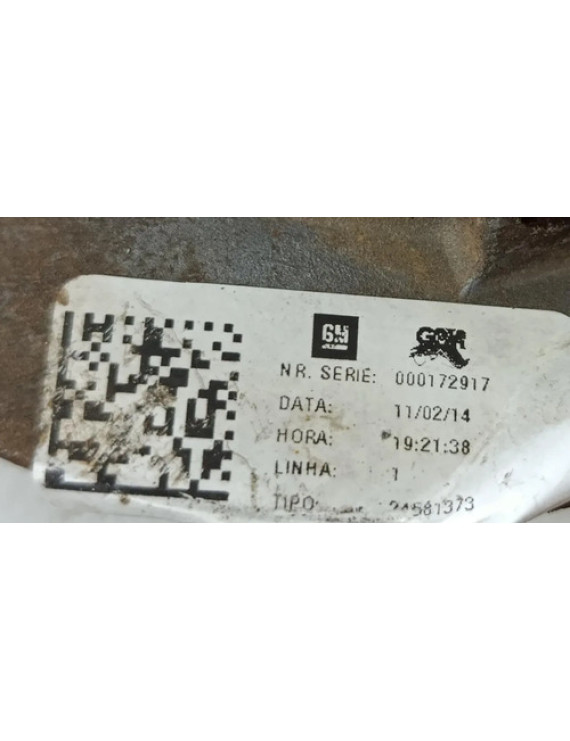 GM
NR. SERIE: 000172917
DATA: 11/02/14
HORA: 19:21:38
LINHA: 1
TIPO: 24581373